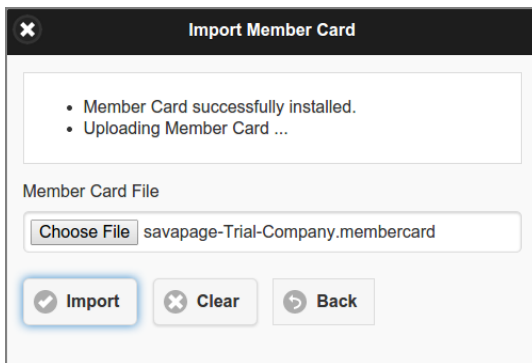 Import Member Card
• Member Card successfully installed.
• Uploading Member Card ...
Member Card File
Choose File savapage-Trial-Company.membercard
Import Clear Back